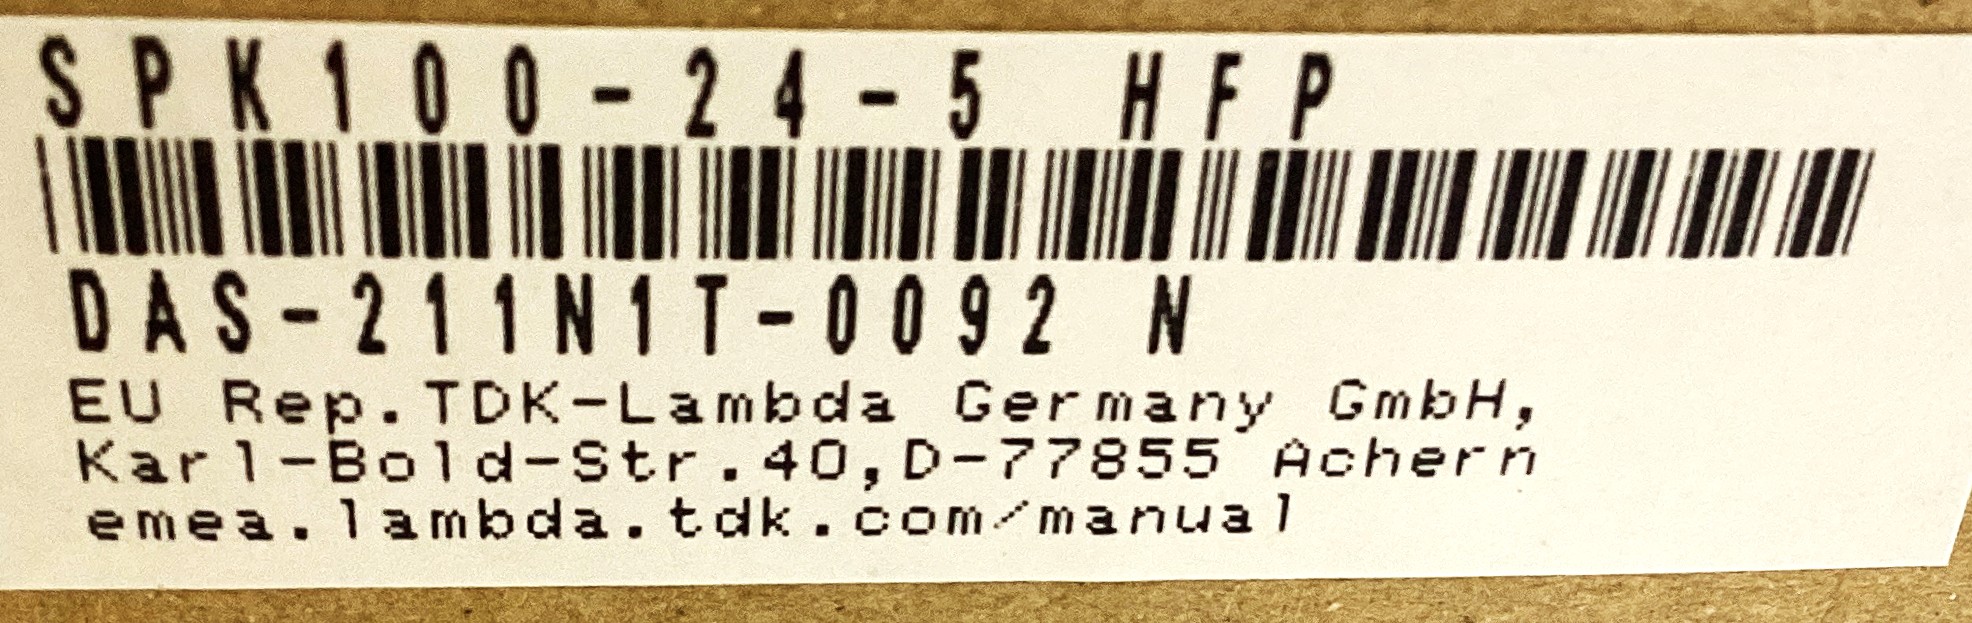 SPK100-24-5 HFP
DAS-211N1T-0092 N
EU Rep.TDK-Lambda Germany GmbH,
Karl-Bold-Str.40,D-77855 Achern
emea.lambda.tdk.com/manual